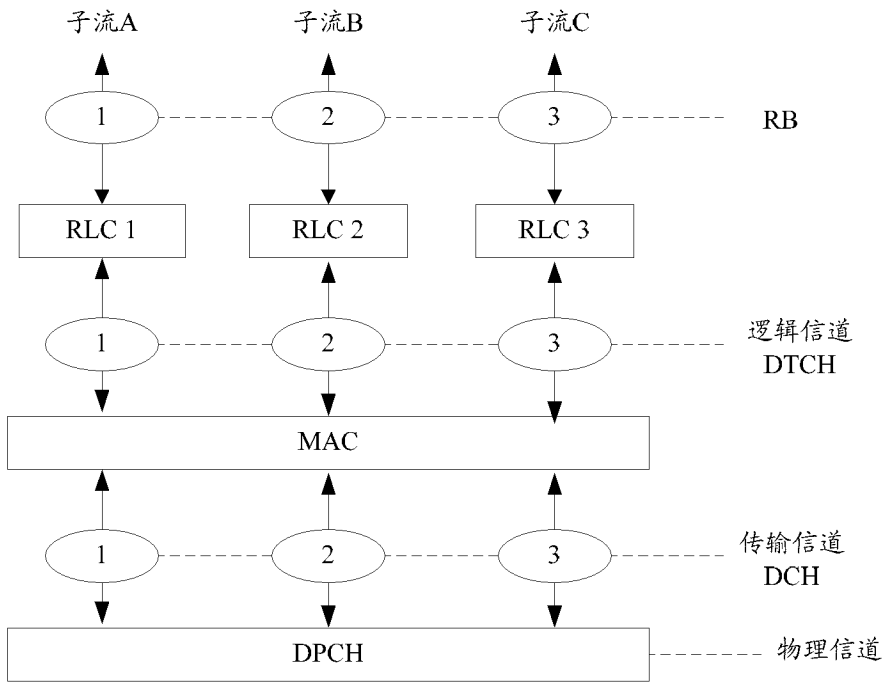 子流A 子流B 子流C
1 2 3 RB
RLC 1 RLC 2 RLC 3
1 2 3 逻辑信道
DTCH
MAC
1 2 3 传输信道
DCH
DPCH 物理信道